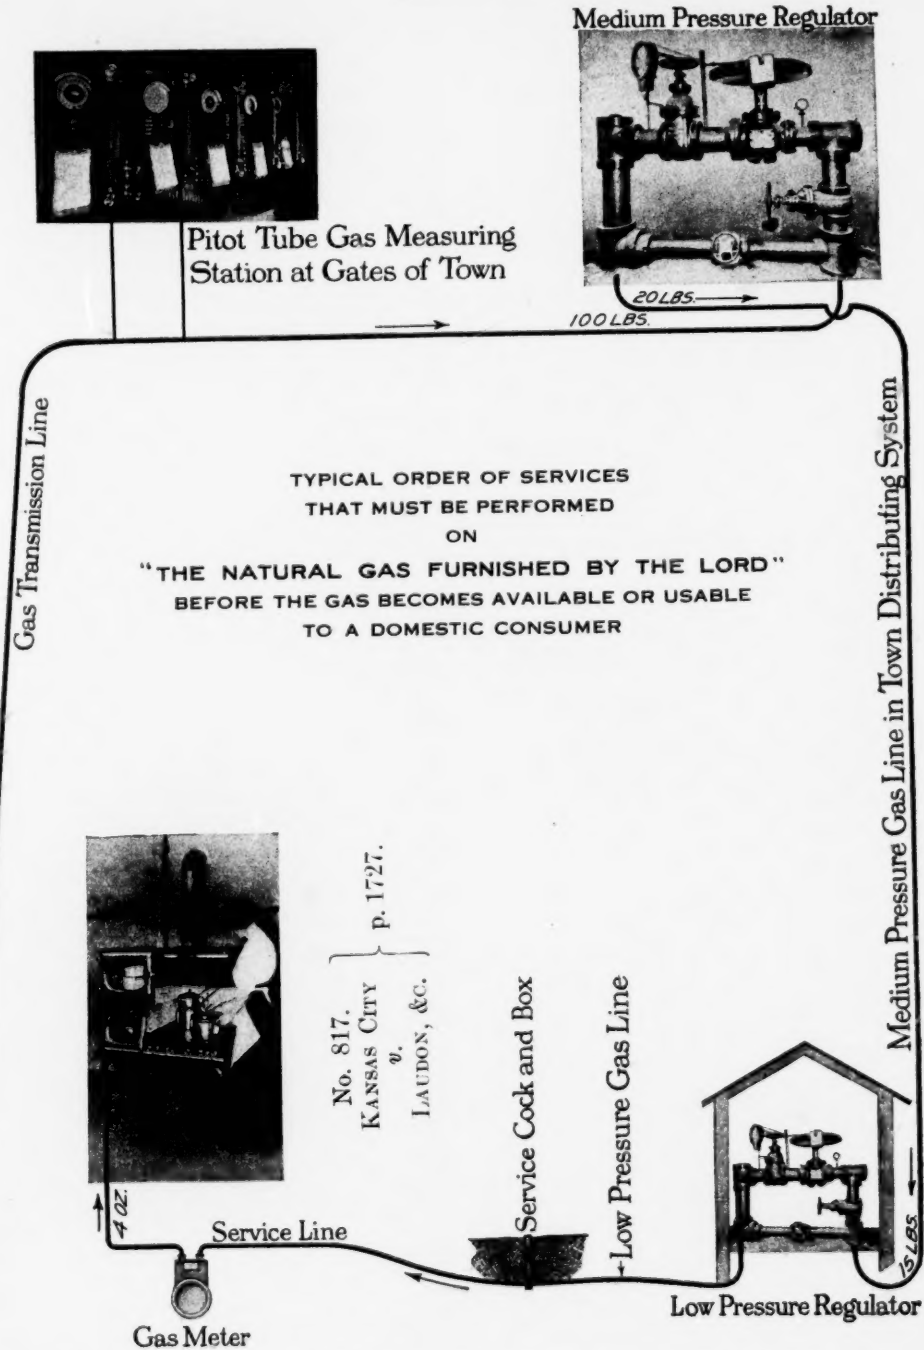 Medium Pressure Regulator
Pitot Tube Gas Measuring
Station at Gates of Town
20 LBS.
100 LBS.
Gas Transmission Line
TYPICAL ORDER OF SERVICES
THAT MUST BE PERFORMED
ON
"THE NATURAL GAS FURNISHED BY THE LORD"
BEFORE THE GAS BECOMES AVAILABLE OR USABLE
TO A DOMESTIC CONSUMER
Medium Pressure Gas Line in Town Distributing System
No. 817.
KANSAS CITY
v.
LAUDON, &c.
p. 1727.
Service Cock and Box
Low Pressure Gas Line
4 OZ.
Service Line
15 LBS.
Low Pressure Regulator
Gas Meter